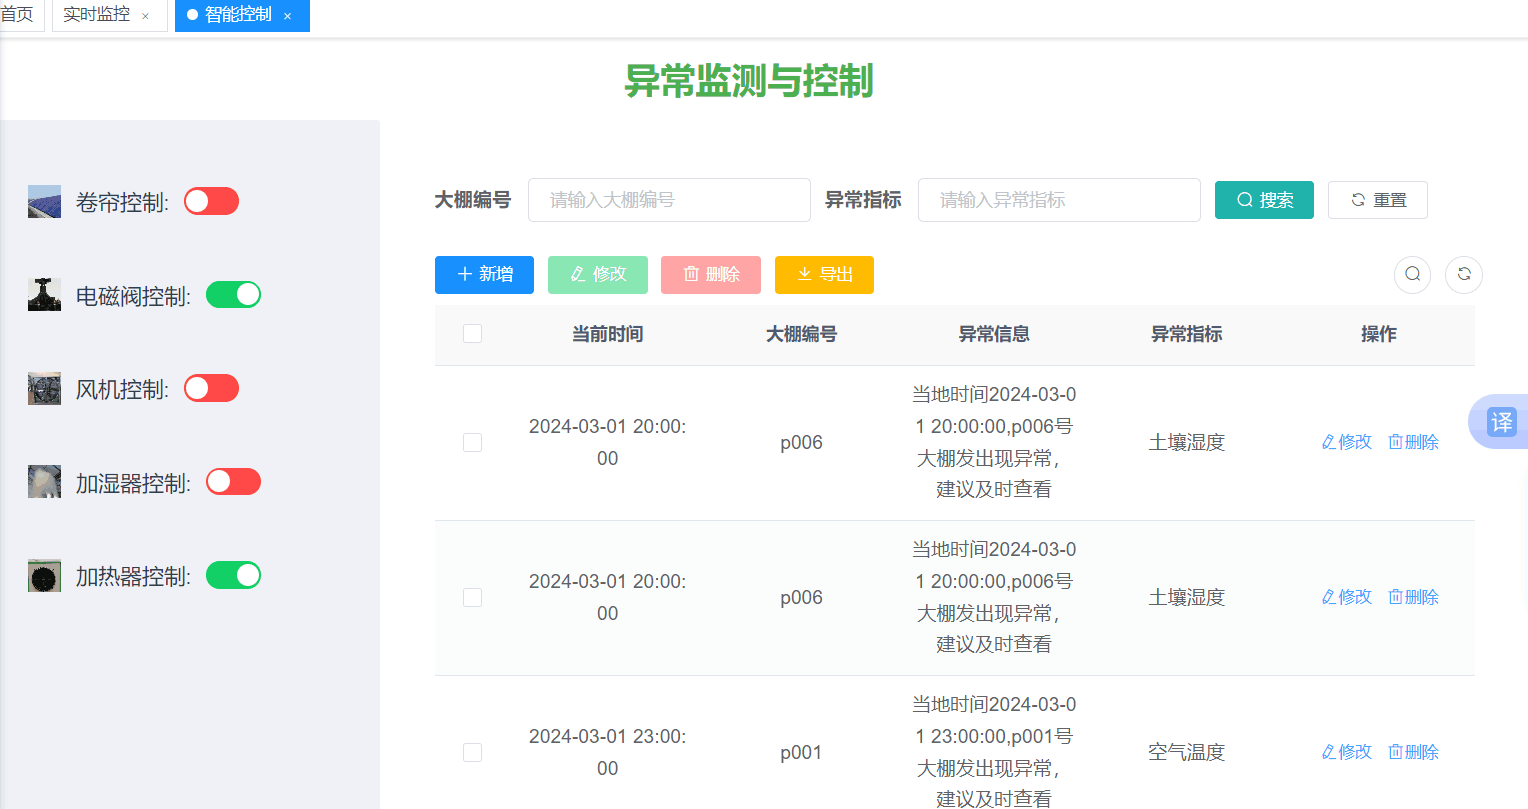 首页 实时监控 × 智能控制 ×
异常监测与控制
卷帘控制:
电磁阀控制:
风机控制:
加湿器控制:
加热器控制:
大棚编号 请输入大棚编号 异常指标 请输入异常指标 搜索 重置
新增 修改 删除 导出
当前时间 大棚编号 异常信息 异常指标 操作
2024-03-01 20:00:
00
p006
当地时间2024-03-0
1 20:00:00,p006号
大棚发出现异常，
建议及时查看
土壤湿度
修改 删除
2024-03-01 20:00:
00
p006
当地时间2024-03-0
1 20:00:00,p006号
大棚发出现异常，
建议及时查看
土壤湿度
修改 删除
2024-03-01 23:00:
00
p001
当地时间2024-03-0
1 23:00:00,p001号
大棚发出现异常，
建议及时查看
空气温度
修改 删除
译